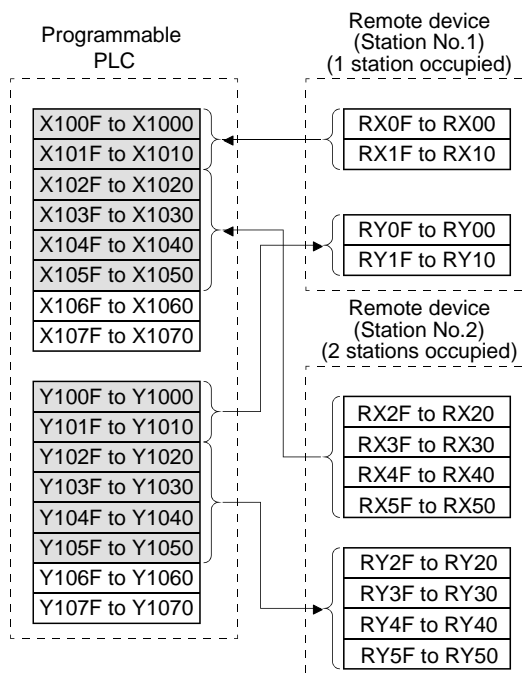 Programmable
PLC
X100F to X1000
X101F to X1010
X102F to X1020
X103F to X1030
X104F to X1040
X105F to X1050
X106F to X1060
X107F to X1070
Y100F to Y1000
Y101F to Y1010
Y102F to Y1020
Y103F to Y1030
Y104F to Y1040
Y105F to Y1050
Y106F to Y1060
Y107F to Y1070
Remote device
(Station No.1)
(1 station occupied)
RX0F to RX00
RX1F to RX10
RY0F to RY00
RY1F to RY10
Remote device
(Station No.2)
(2 stations occupied)
RX2F to RX20
RX3F to RX30
RX4F to RX40
RX5F to RX50
RY2F to RY20
RY3F to RY30
RY4F to RY40
RY5F to RY50